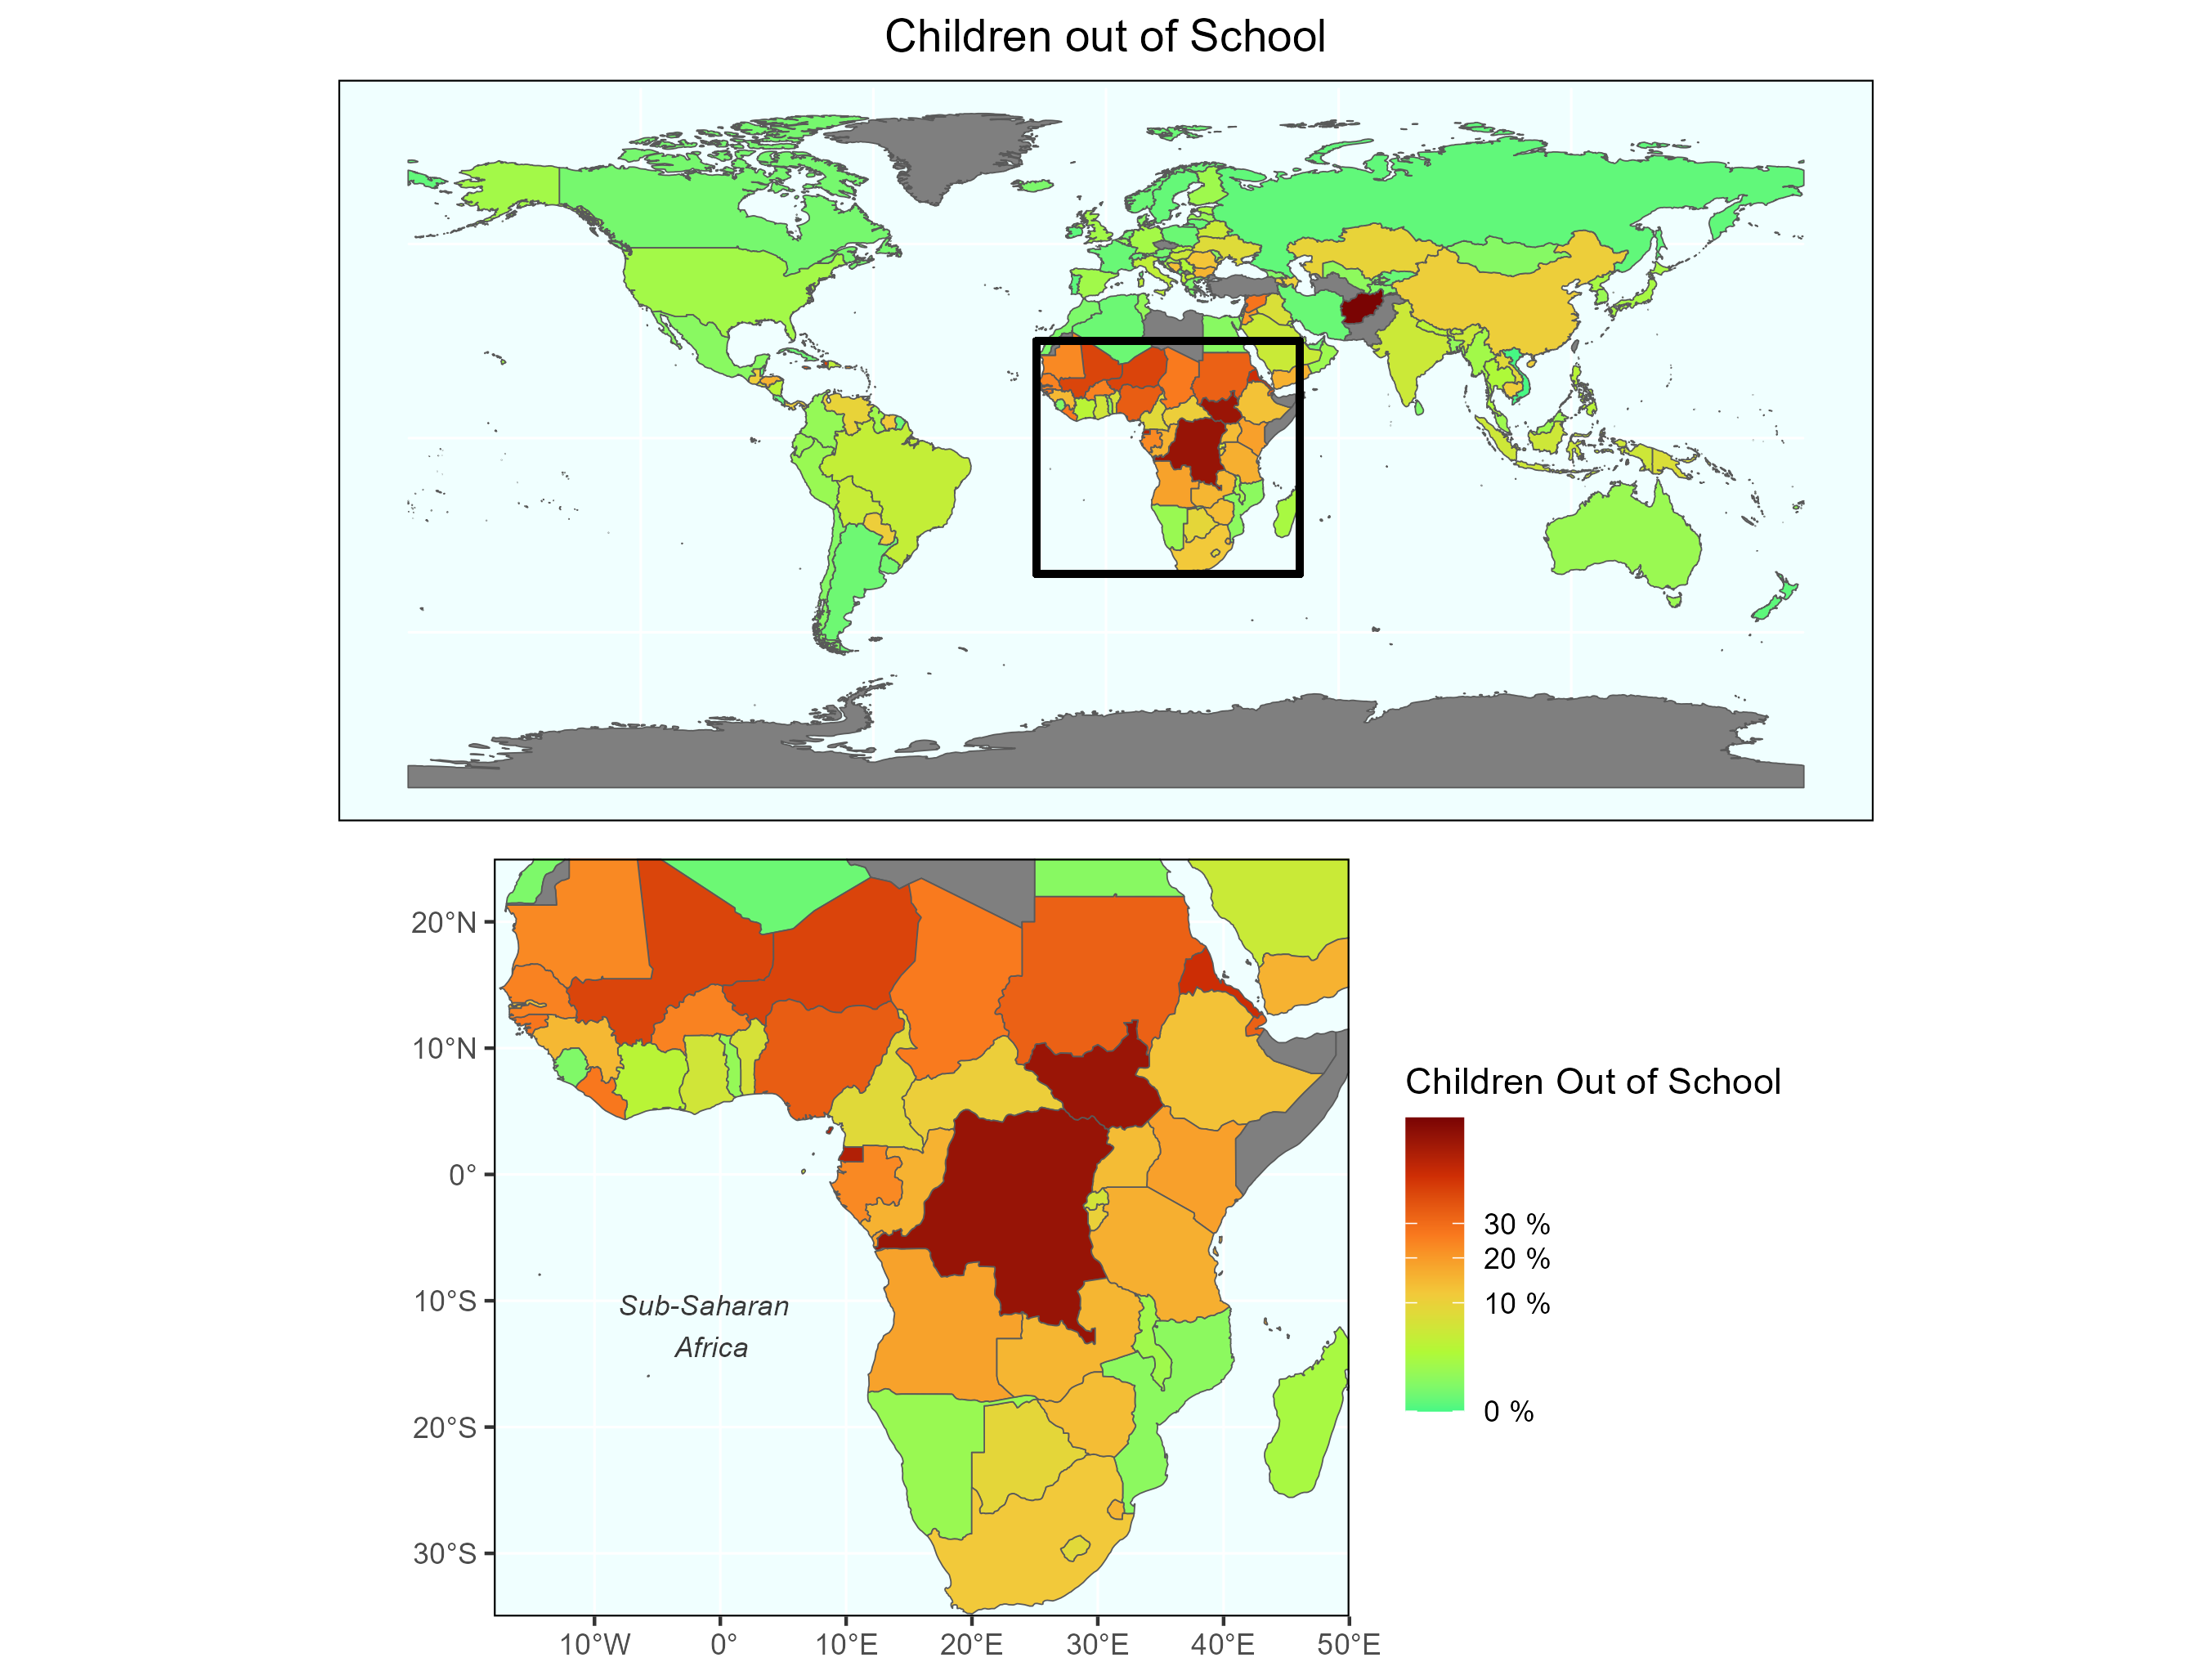 Children out of School
20°N
10°N
0°
10°S
20°S
30°S
Sub-Saharan
Africa
10°W 0° 10°E 20°E 30°E 40°E 50°E
Children Out of School
30 %
20 %
10 %
0 %